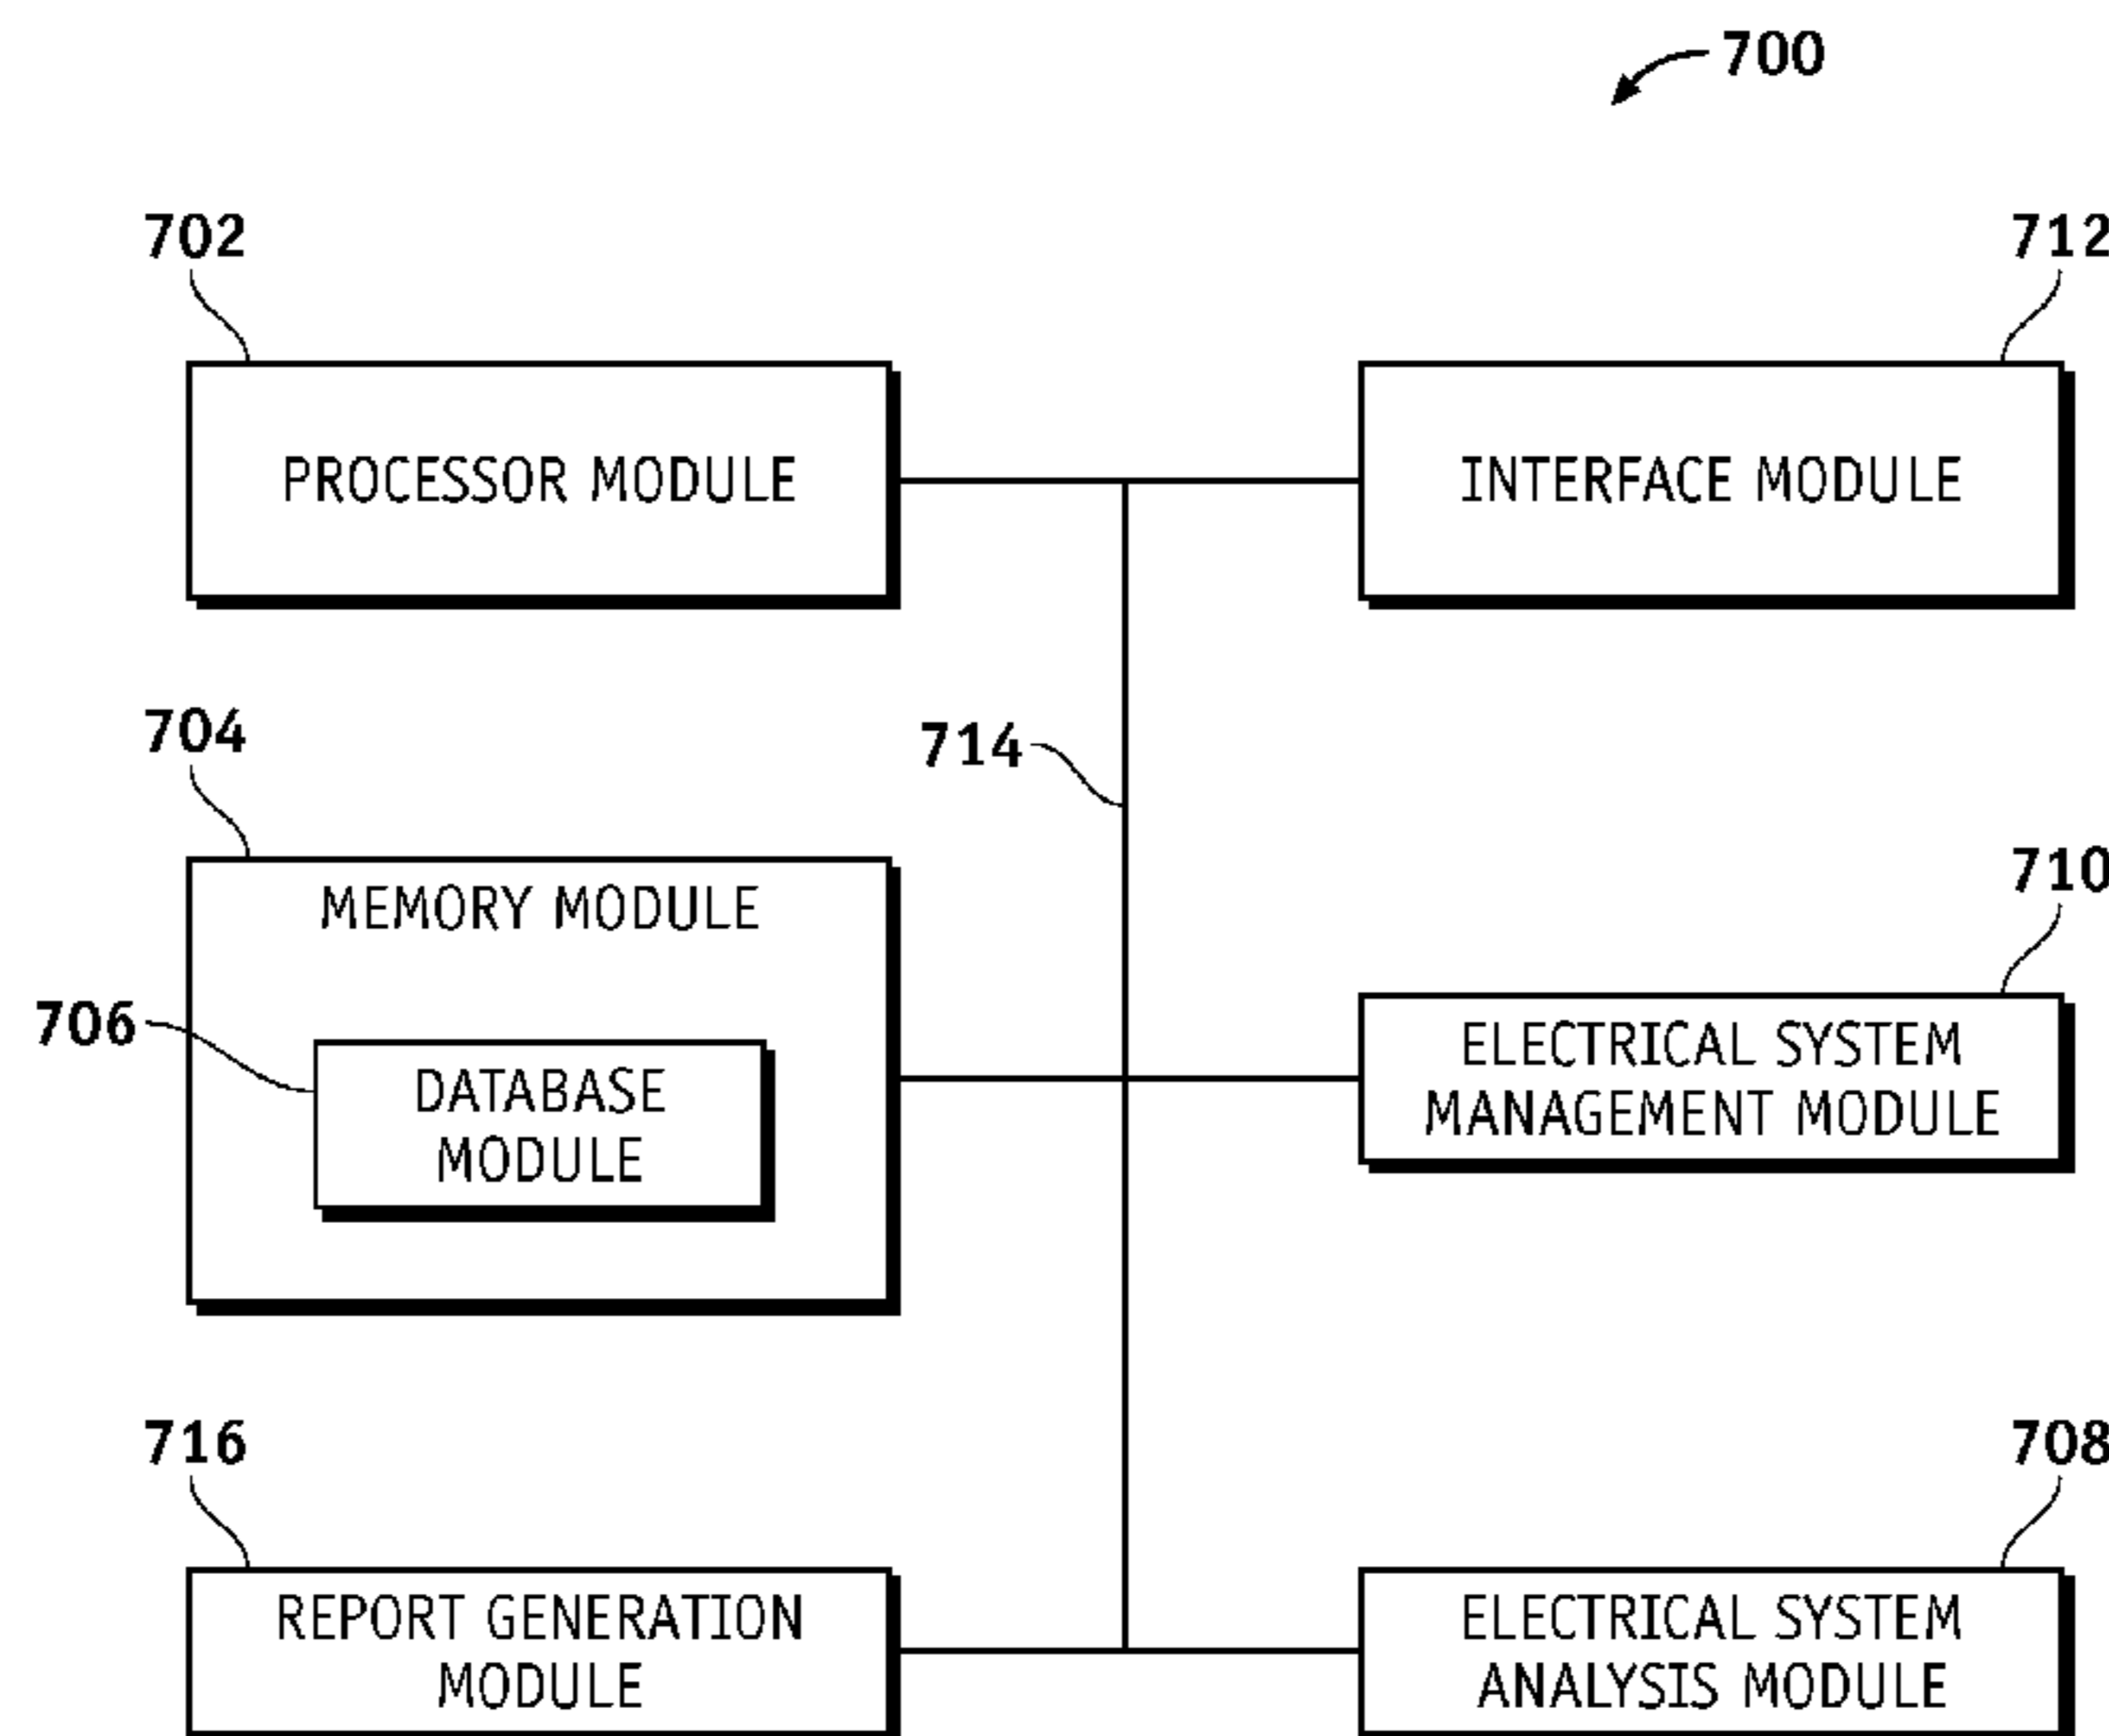 700
702
712
PROCESSOR MODULE
INTERFACE MODULE
704
714
710
MEMORY MODULE
706
DATABASE
MODULE
ELECTRICAL SYSTEM
MANAGEMENT MODULE
716
708
REPORT GENERATION
MODULE
ELECTRICAL SYSTEM
ANALYSIS MODULE